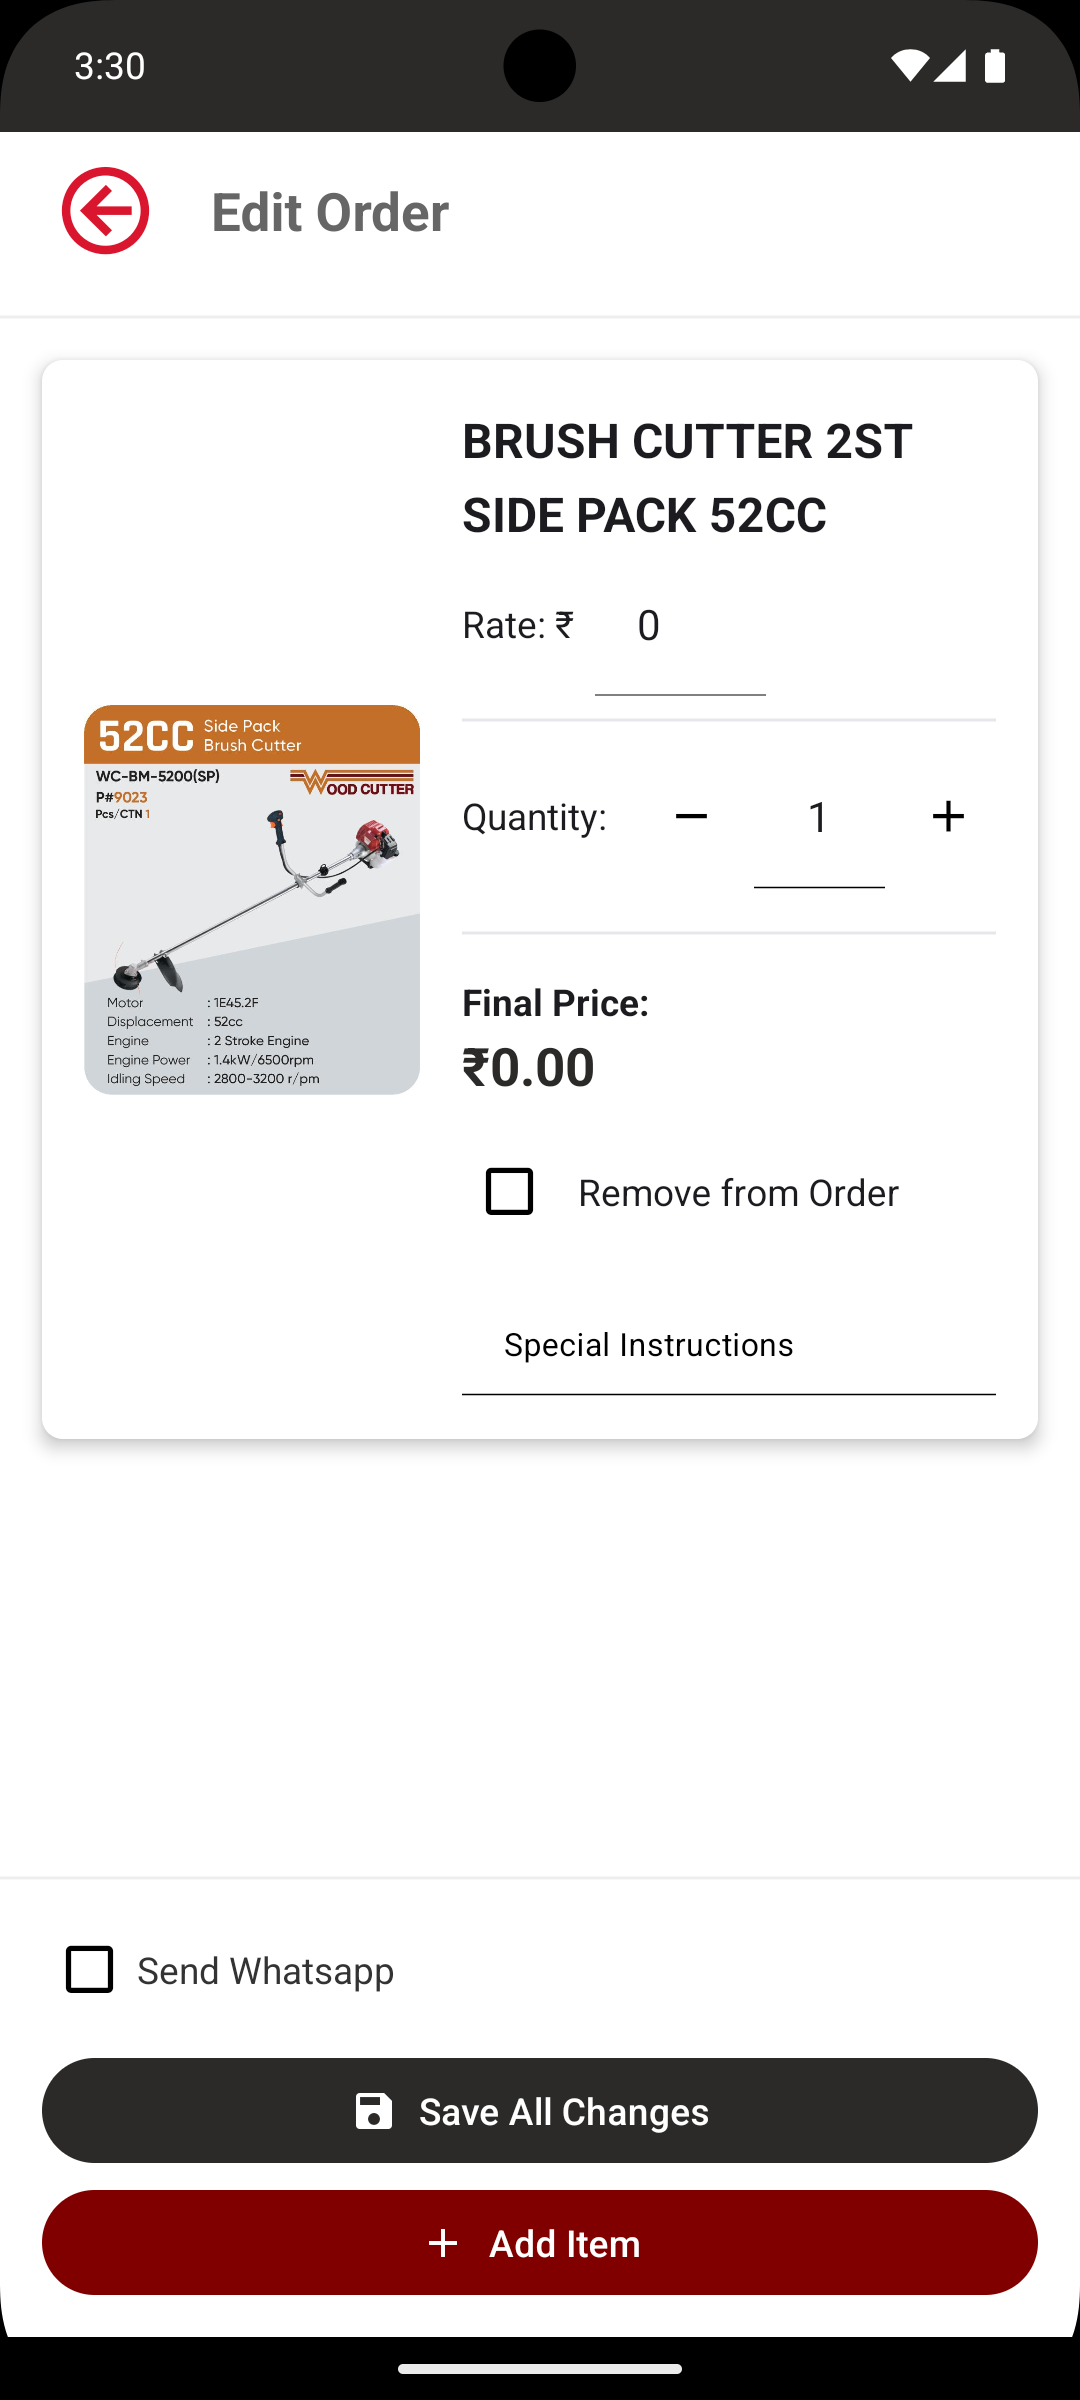 3:30
Edit Order
BRUSH CUTTER 2ST
SIDE PACK 52CC
Rate: ₹ 0
52CC Side Pack
Brush Cutter
WC-BM-5200(SP)
WOOD CUTTER
P#9023
Pcs/CTN 1
Motor : 1E45.2F
Displacement : 52cc
Engine : 2 Stroke Engine
Engine Power : 1.4kW/6500rpm
Idling Speed : 2800-3200 r/pm
Quantity: − 1 +
Final Price:
₹0.00
Remove from Order
Special Instructions
Send Whatsapp
Save All Changes
+ Add Item